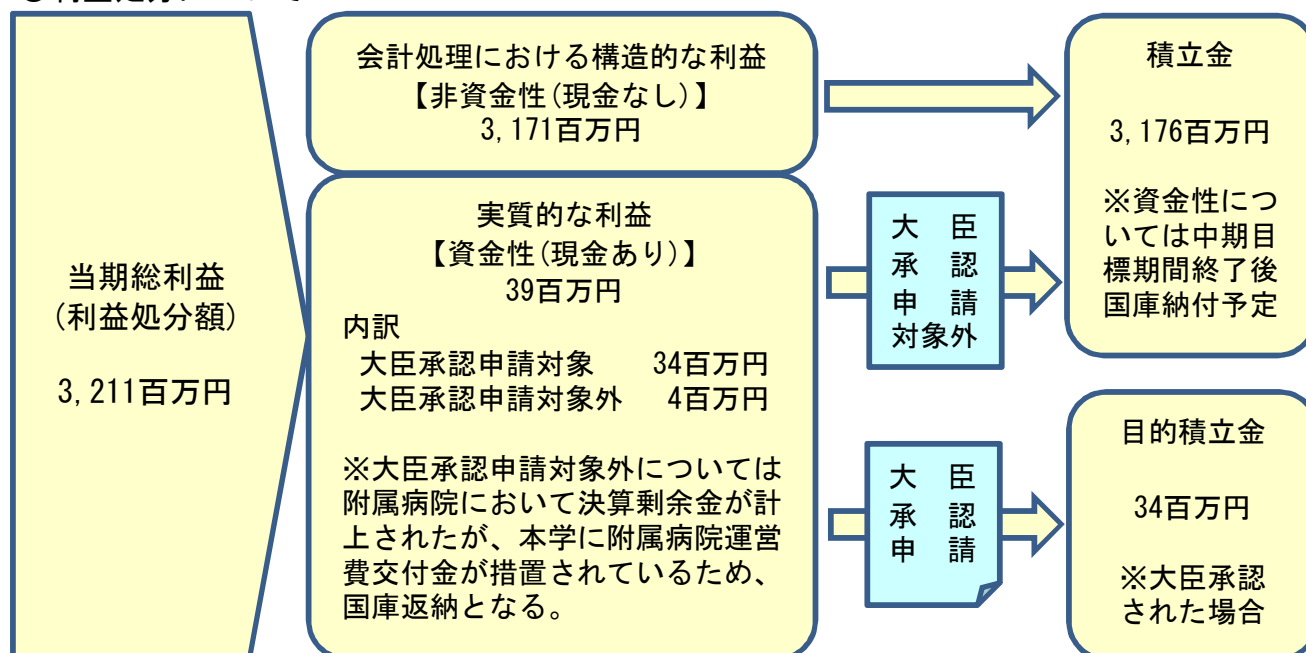 当期総利益
(利益処分額)
3,211百万円
会計処理における構造的な利益
【非資金性(現金なし)】
3,171百万円
実質的な利益
【資金性(現金あり)】
39百万円
内訳
大臣承認申請対象 34百万円
大臣承認申請対象外 4百万円
※大臣承認申請対象外については
附属病院において決算剰余金が計
上されたが、本学に附属病院運営
費交付金が措置されているため、
国庫返納となる。
大臣
承認
申請
対象外
大臣
承認
申請
積立金
3,176百万円
※資金性につ
いては中期目
標期間終了後
国庫納付予定
目的積立金
34百万円
※大臣承認
された場合